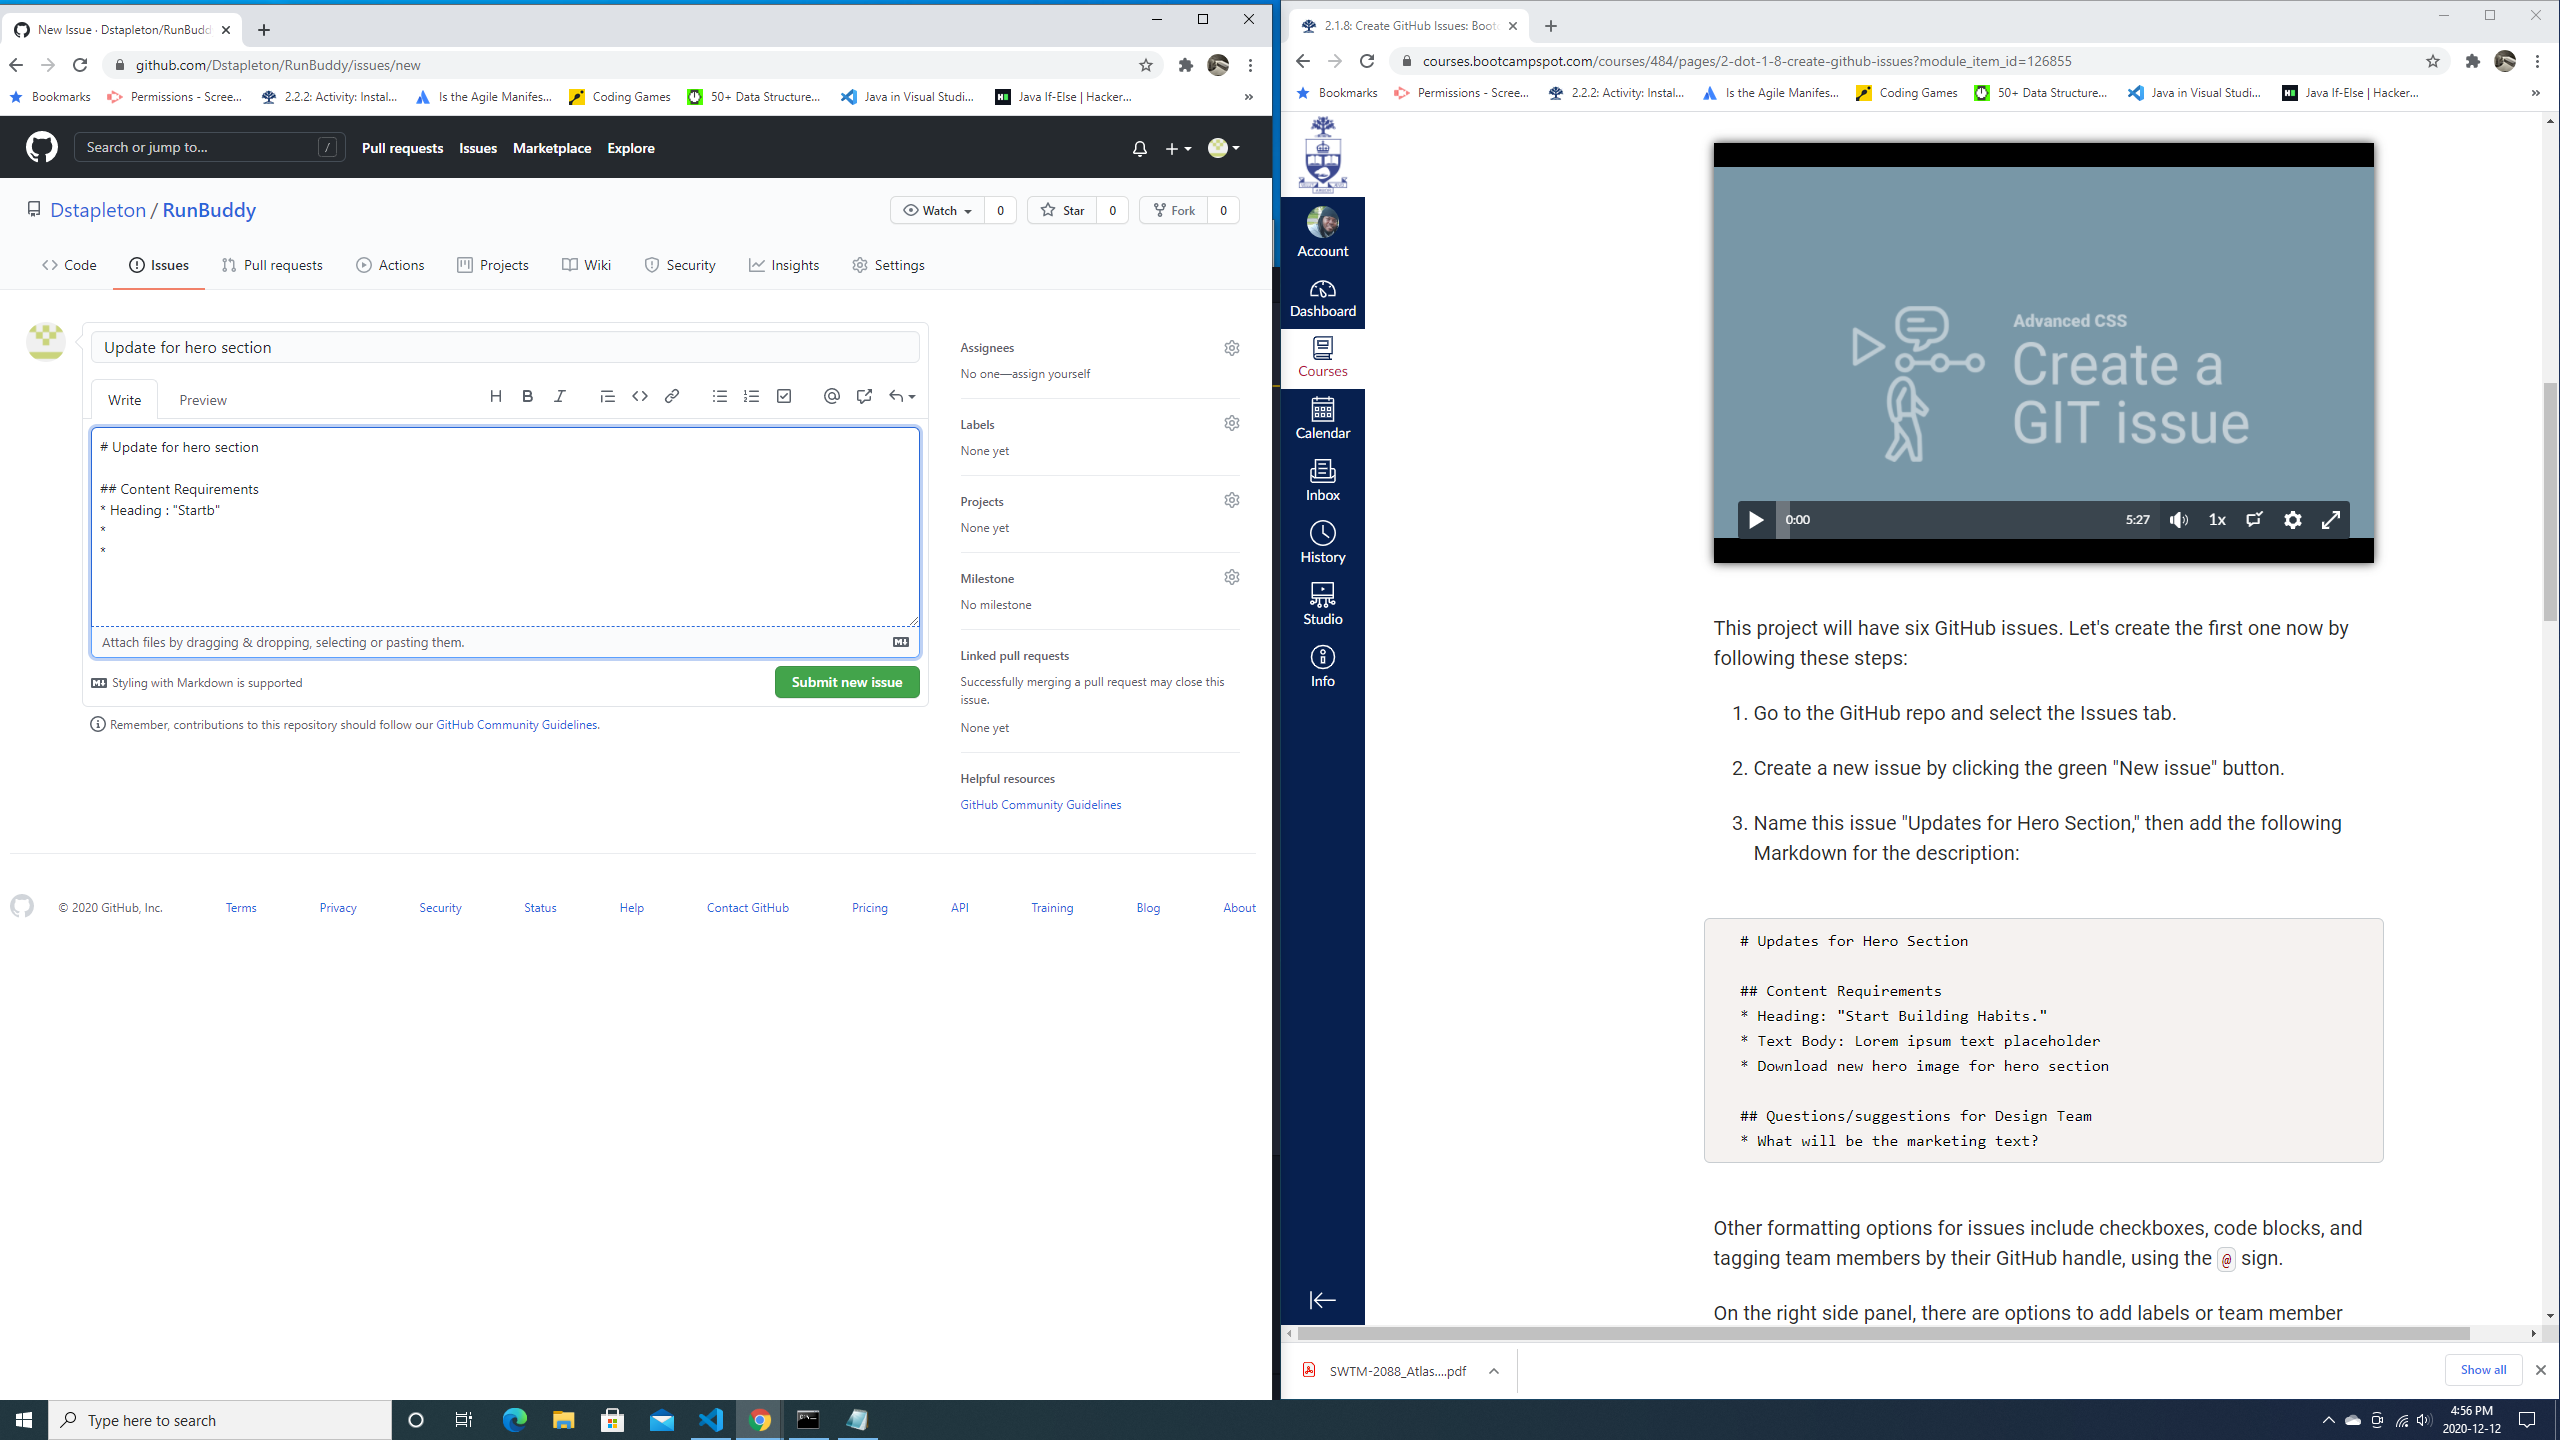 New Issue · Dstapleton/RunBudd
github.com/Dstapleton/RunBuddy/issues/new
Bookmarks
Permissions - Scree...
2.2.2: Activity: Instal...
Is the Agile Manifes...
Coding Games
50+ Data Structure...
Java in Visual Studi...
Java If-Else | Hacker...
»
Search or jump to...
/
Pull requests
Issues
Marketplace
Explore
Dstapleton / RunBuddy
Watch 0
Star 0
Fork 0
Code
Issues
Pull requests
Actions
Projects
Wiki
Security
Insights
Settings
Update for hero section
Write
Preview
# Update for hero section
## Content Requirements
* Heading : "Startb"
*
*
Attach files by dragging & dropping, selecting or pasting them.
Styling with Markdown is supported
Submit new issue
Remember, contributions to this repository should follow our GitHub Community Guidelines.
Assignees
No one—assign yourself
Labels
None yet
Projects
None yet
Milestone
No milestone
Linked pull requests
Successfully merging a pull request may close this
issue.
None yet
Helpful resources
GitHub Community Guidelines
© 2020 GitHub, Inc.
Terms
Privacy
Security
Status
Help
Contact GitHub
Pricing
API
Training
Blog
About
2.1.8: Create GitHub Issues: Boot
courses.bootcampspot.com/courses/484/pages/2-dot-1-8-create-github-issues?module_item_id=126855
Bookmarks
Permissions - Scree...
2.2.2: Activity: Instal...
Is the Agile Manifes...
Coding Games
50+ Data Structure...
Java in Visual Studi...
Java If-Else | Hacker...
»
Account
Dashboard
Courses
Calendar
Inbox
History
Studio
Info
Advanced CSS
Create a
GIT issue
0:00
5:27
1x
This project will have six GitHub issues. Let's create the first one now by
following these steps:
1. Go to the GitHub repo and select the Issues tab.
2. Create a new issue by clicking the green "New issue" button.
3. Name this issue "Updates for Hero Section," then add the following
Markdown for the description:
# Updates for Hero Section
## Content Requirements
* Heading: "Start Building Habits."
* Text Body: Lorem ipsum text placeholder
* Download new hero image for hero section
## Questions/suggestions for Design Team
* What will be the marketing text?
Other formatting options for issues include checkboxes, code blocks, and
tagging team members by their GitHub handle, using the @ sign.
On the right side panel, there are options to add labels or team member
SWTM-2088_Atlas....pdf
Show all
Type here to search
4:56 PM
2020-12-12